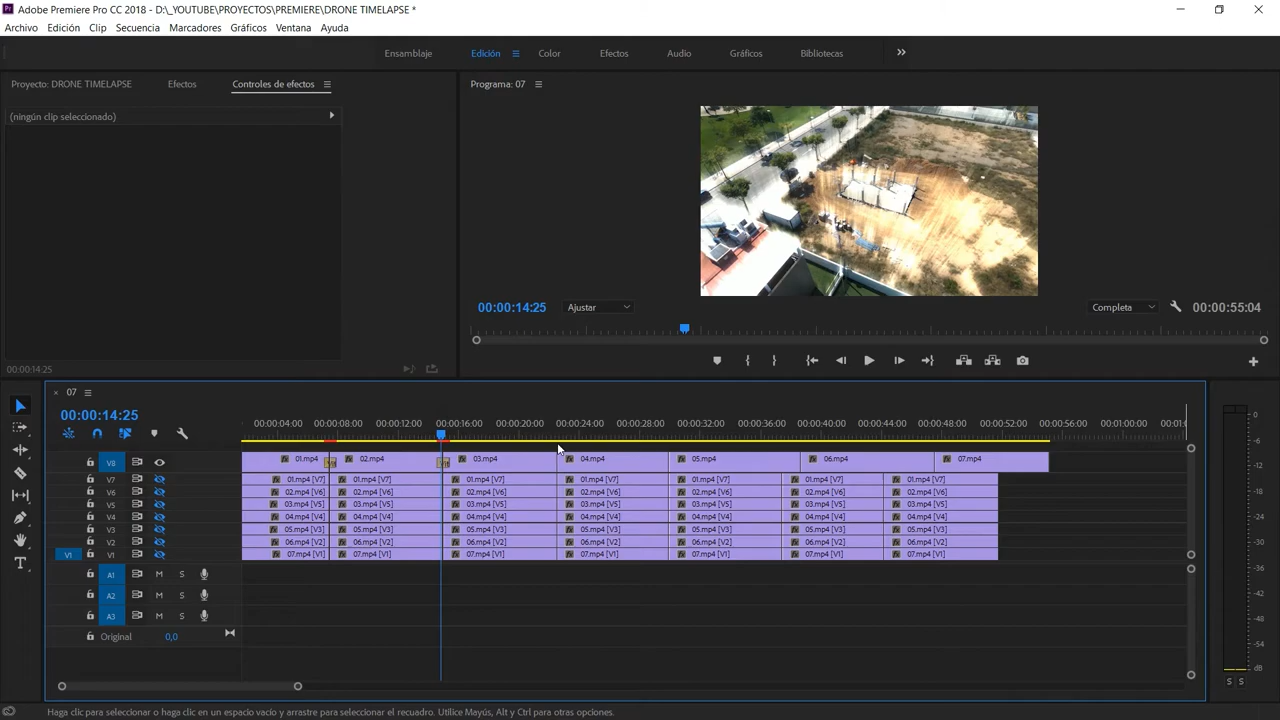 Adobe Premiere Pro CC 2018 - D:\_YOUTUBE\PROYECTOS\PREMIERE\DRONE TIMELAPSE *
Archivo Edición Clip Secuencia Marcadores Gráficos Ventana Ayuda
Ensamblaje Edición Color Efectos Audio Gráficos Bibliotecas
Proyecto: DRONE TIMELAPSE Efectos Controles de efectos
Programa: 07
(ningún clip seleccionado)
00:00:14:25 Ajustar Completa 00:00:55:04
00:00:14:25
07
00:00:14:25
00:00:04:00 00:00:08:00 00:00:12:00 00:00:16:00 00:00:20:00 00:00:24:00 00:00:28:00 00:00:32:00 00:00:36:00 00:00:40:00 00:00:44:00 00:00:48:00 00:00:52:00 00:00:56:00 00:01:00:00 00:01:0
V8 01.mp4 02.mp4 03.mp4 04.mp4 05.mp4 06.mp4 07.mp4
V7 01.mp4 [V7] 01.mp4 [V7] 01.mp4 [V7] 01.mp4 [V7] 01.mp4 [V7] 01.mp4 [V7] 01.mp4 [V7]
V6 02.mp4 [V6] 02.mp4 [V6] 02.mp4 [V6] 02.mp4 [V6] 02.mp4 [V6] 02.mp4 [V6] 02.mp4 [V6]
V5 03.mp4 [V5] 03.mp4 [V5] 03.mp4 [V5] 03.mp4 [V5] 03.mp4 [V5] 03.mp4 [V5] 03.mp4 [V5]
V4 04.mp4 [V4] 04.mp4 [V4] 04.mp4 [V4] 04.mp4 [V4] 04.mp4 [V4] 04.mp4 [V4] 04.mp4 [V4]
V3 05.mp4 [V3] 05.mp4 [V3] 05.mp4 [V3] 05.mp4 [V3] 05.mp4 [V3] 05.mp4 [V3] 05.mp4 [V3]
V2 06.mp4 [V2] 06.mp4 [V2] 06.mp4 [V2] 06.mp4 [V2] 06.mp4 [V2] 06.mp4 [V2] 06.mp4 [V2]
V1 V1 07.mp4 [V1] 07.mp4 [V1] 07.mp4 [V1] 07.mp4 [V1] 07.mp4 [V1] 07.mp4 [V1] 07.mp4 [V1]
A1 M S
A2 M S
A3 M S
Original 0,0
0
-6
-12
-18
-24
-30
-36
-42
-48
-54
dB
S S
Haga clic para seleccionar o haga clic en un espacio vacío y arrastre para seleccionar el recuadro. Utilice Mayús, Alt y Ctrl para otras opciones.